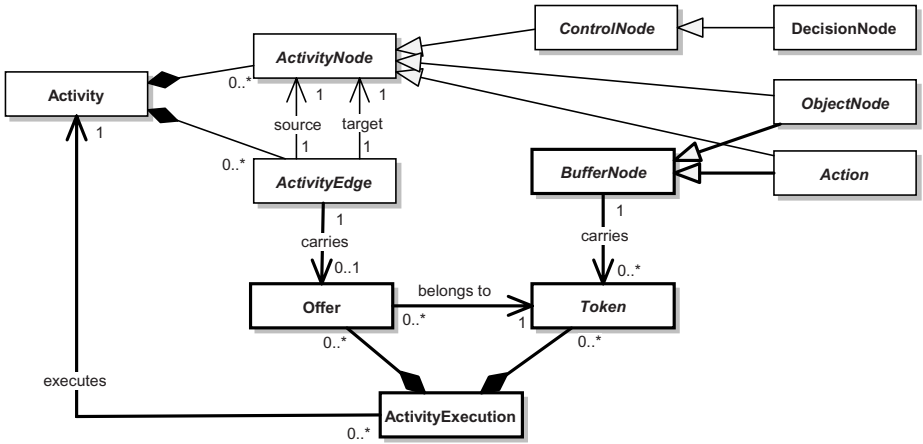 ControlNode
DecisionNode
ActivityNode
0..*
Activity
1
1
1
ObjectNode
source
target
1
1
0..*
ActivityEdge
BufferNode
Action
1
1
carries
carries
0..1
0..*
Offer
belongs to
Token
0..*
1
0..*
0..*
executes
ActivityExecution
0..*